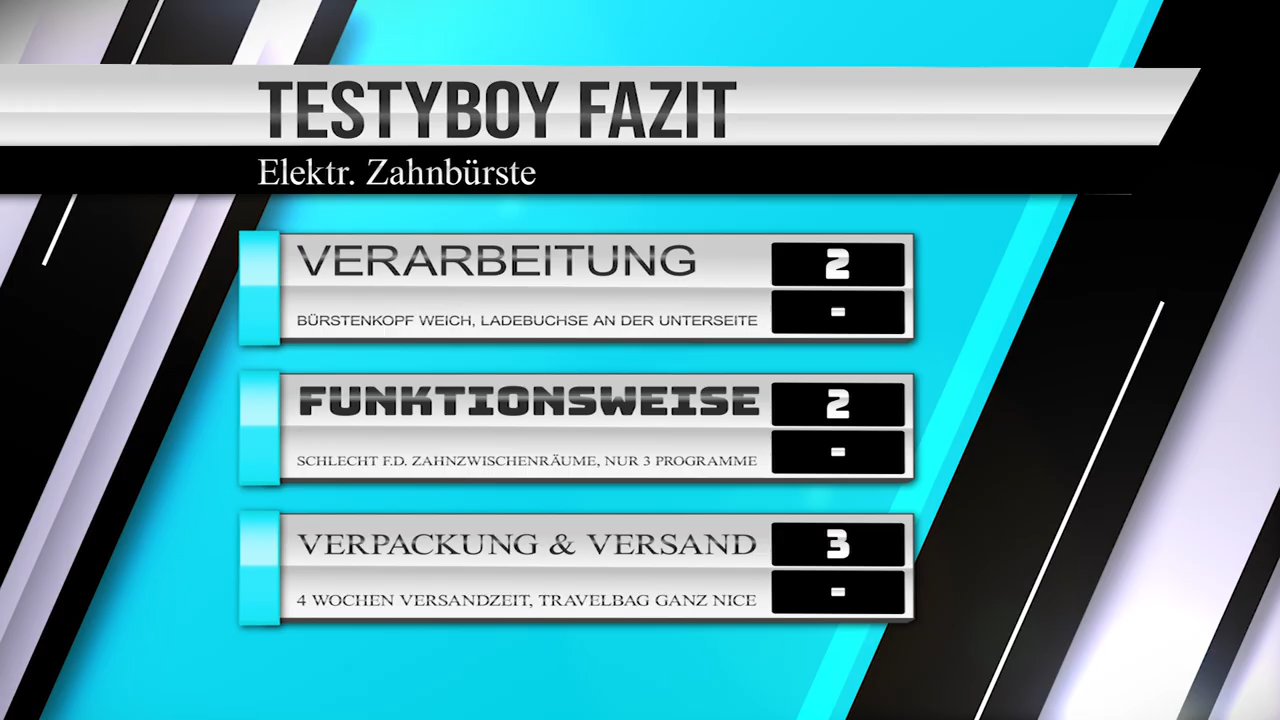 TESTYBOY FAZIT
Elektr. Zahnbürste
VERARBEITUNG 2
BÜRSTENKOPF WEICH, LADEBUCHSE AN DER UNTERSEITE -
FUNKTIONSWEISE 2
SCHLECHT F.D. ZAHNZWISCHENRÄUME, NUR 3 PROGRAMME -
VERPACKUNG & VERSAND 3
4 WOCHEN VERSANDZEIT, TRAVELBAG GANZ NICE -